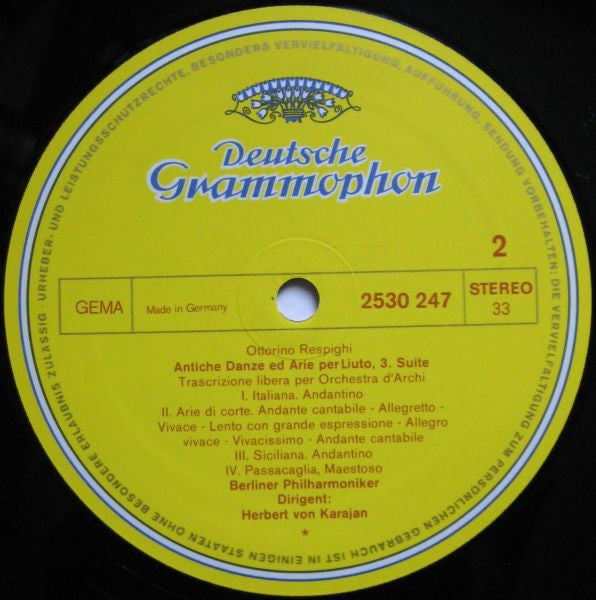 Deutsche
Grammophon
2
GEMA
Made in Germany
2530 247
STEREO
33
Ottorino Respighi
Antiche Danze ed Arie per Liuto, 3. Suite
Trascrizione libera per Orchestra d'Archi
I. Italiana. Andantino
II. Arie di corte. Andante cantabile - Allegretto -
Vivace - Lento con grande espressione - Allegro
vivace - Vivacissimo - Andante cantabile
III. Siciliana. Andantino
IV. Passacaglia, Maestoso
Berliner Philharmoniker
Dirigent:
Herbert von Karajan
*
URHEBER- UND LEISTUNGSSCHUTZRECHTE, BESONDERS VERVIELFÄLTIGUNG, AUFFÜHRUNG, SENDUNG VORBEHALTEN: DIE VERVIELFÄLTIGUNG ZUM PERSÖNLICHEN GEBRAUCH IST IN EINIGEN STAATEN OHNE BESONDERE ERLAUBNIS ZULÄSSIG -